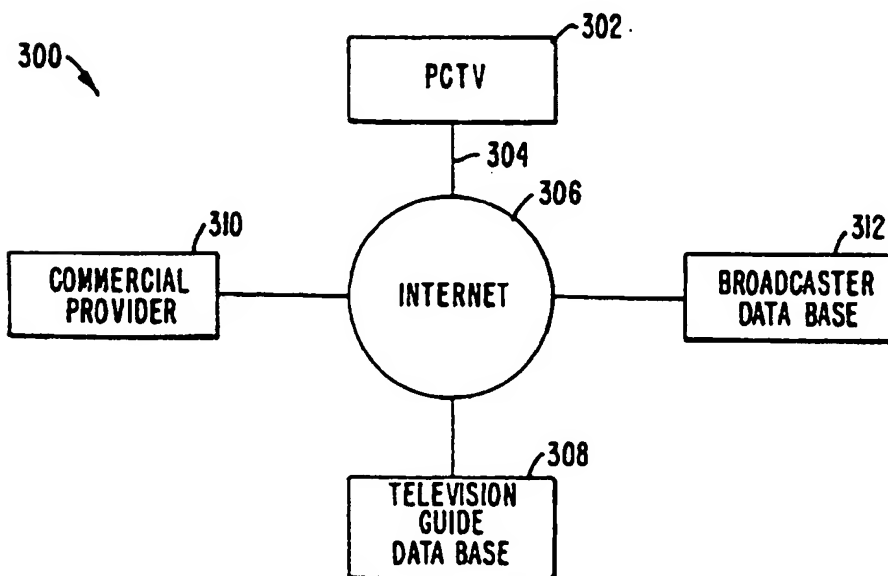 302
300
PCTV
304
306
310
312
COMMERCIAL
PROVIDER
INTERNET
BROADCASTER
DATA BASE
308
TELEVISION
GUIDE
DATA BASE